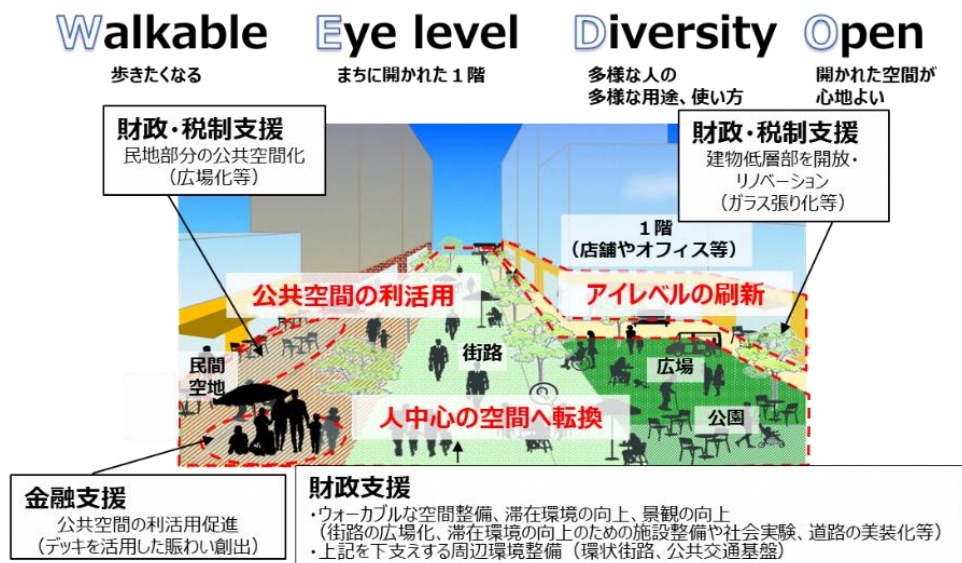 Walkable Eye level Diversity Open
歩きたくなる
まちに開かれた１階
多様な人の
多様な用途、使い方
開かれた空間が
心地よい
財政・税制支援
民地部分の公共空間化
（広場化等）
財政・税制支援
建物低層部を開放・
リノベーション
（ガラス張り化等）
１階
（店舗やオフィス等）
公共空間の利活用
アイレベルの刷新
民間
空地
街路
広場
人中心の空間へ転換
公園
金融支援
公共空間の利活用促進
（デッキを活用した賑わい創出）
財政支援
・ウォーカブルな空間整備、滞在環境の向上、景観の向上
（街路の広場化、滞在環境の向上のための施設整備や社会実験、道路の美装化等）
・上記を下支えする周辺環境整備（環状街路、公共交通基盤）